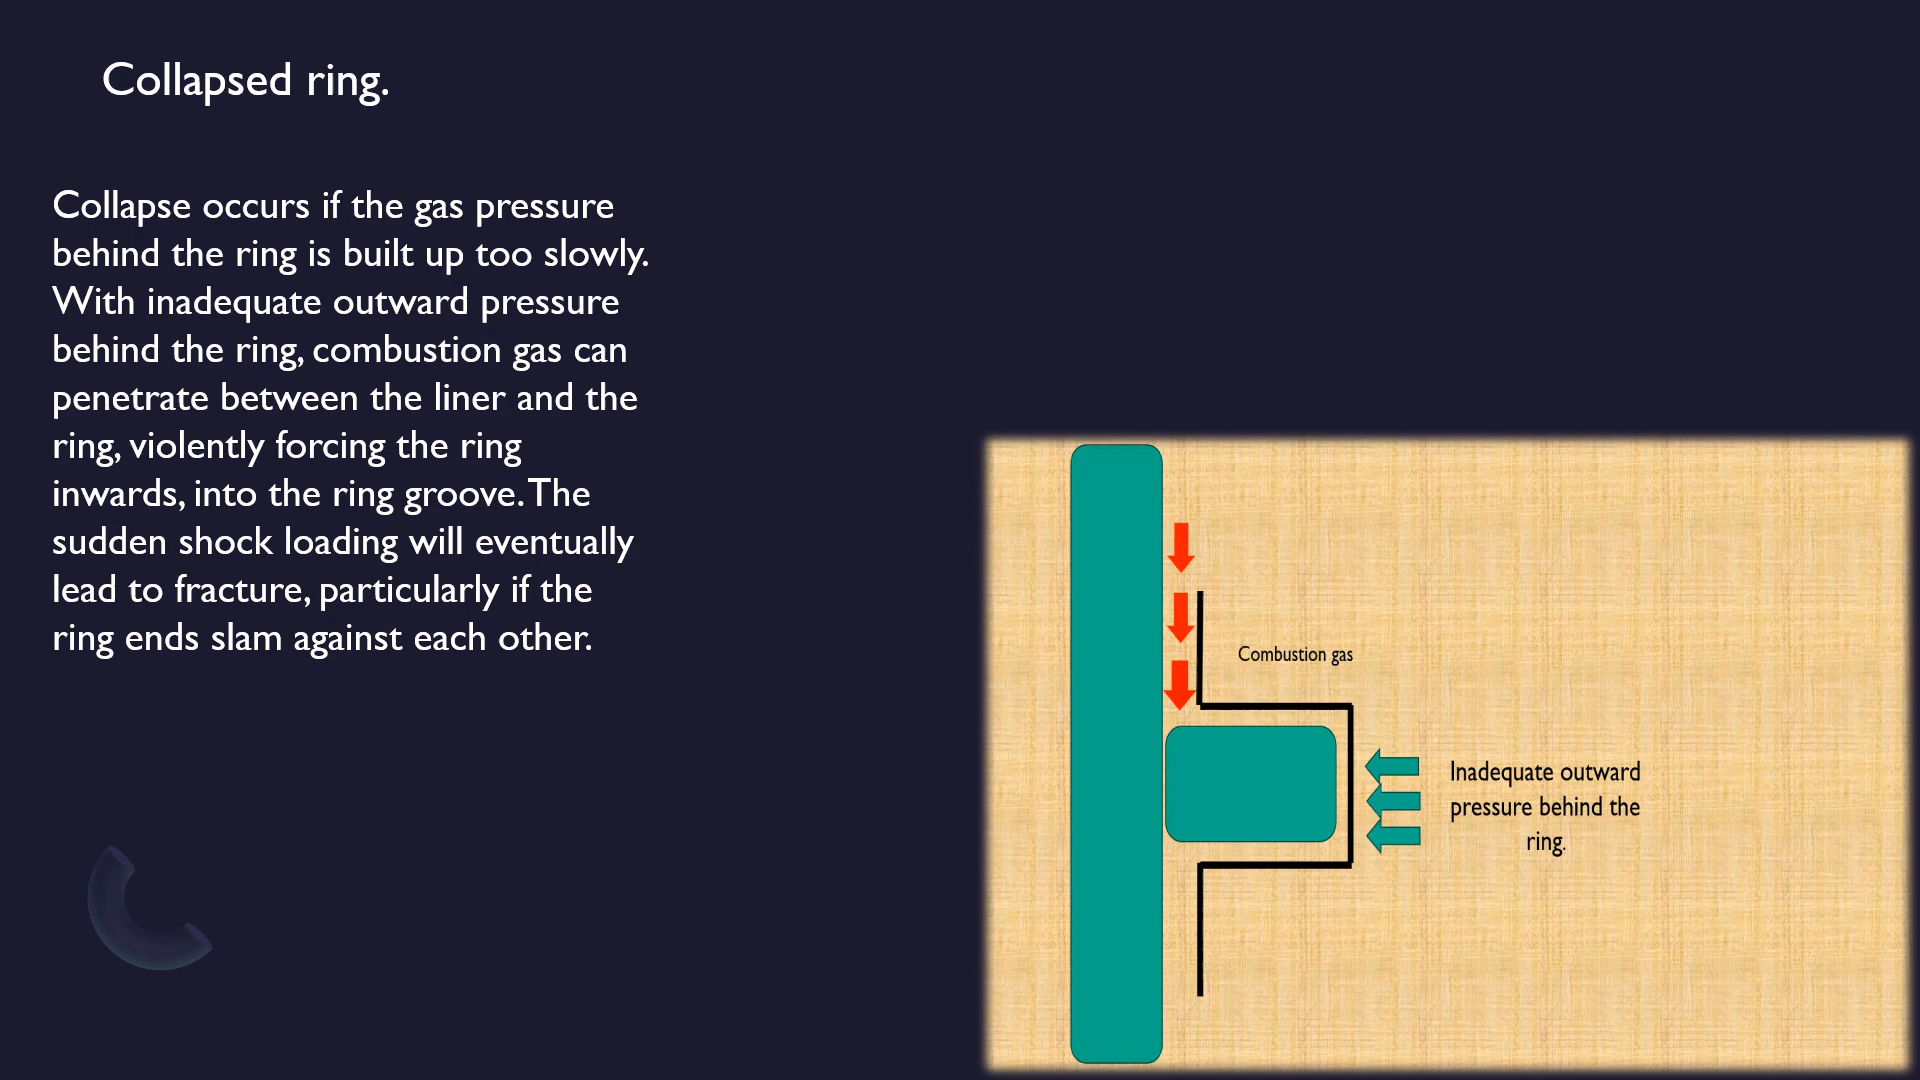 Collapsed ring.
Collapse occurs if the gas pressure
behind the ring is built up too slowly.
With inadequate outward pressure
behind the ring, combustion gas can
penetrate between the liner and the
ring, violently forcing the ring
inwards, into the ring groove. The
sudden shock loading will eventually
lead to fracture, particularly if the
ring ends slam against each other.
Combustion gas
Inadequate outward
pressure behind the
ring.